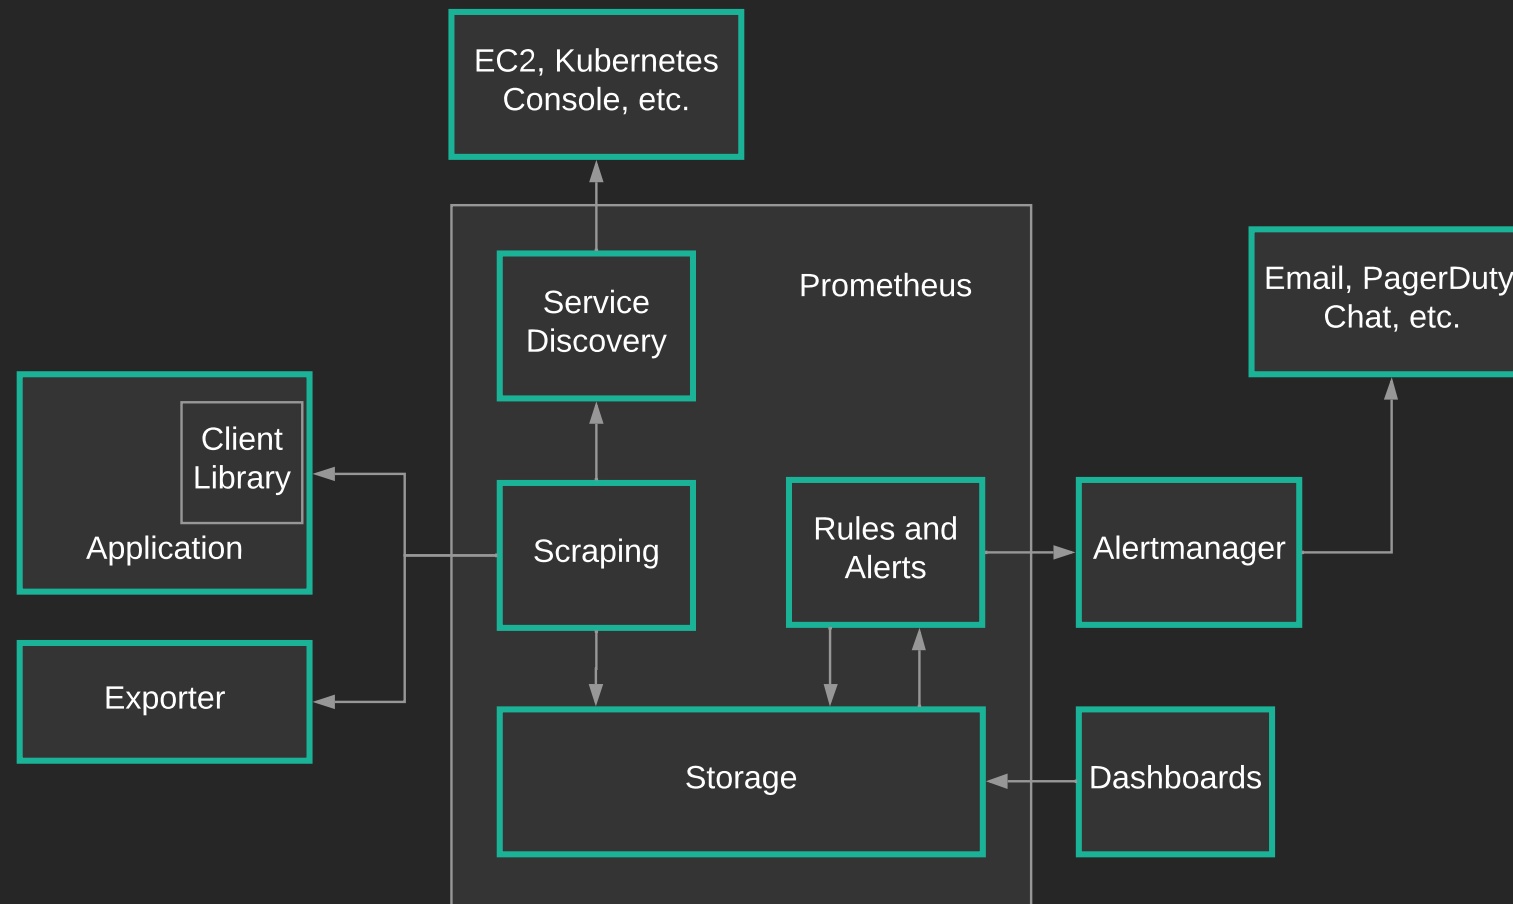 EC2, Kubernetes
Console, etc.
Prometheus
Service
Discovery
Email, PagerDuty
Chat, etc.
Client
Library
Application
Scraping
Rules and
Alerts
Alertmanager
Exporter
Storage
Dashboards